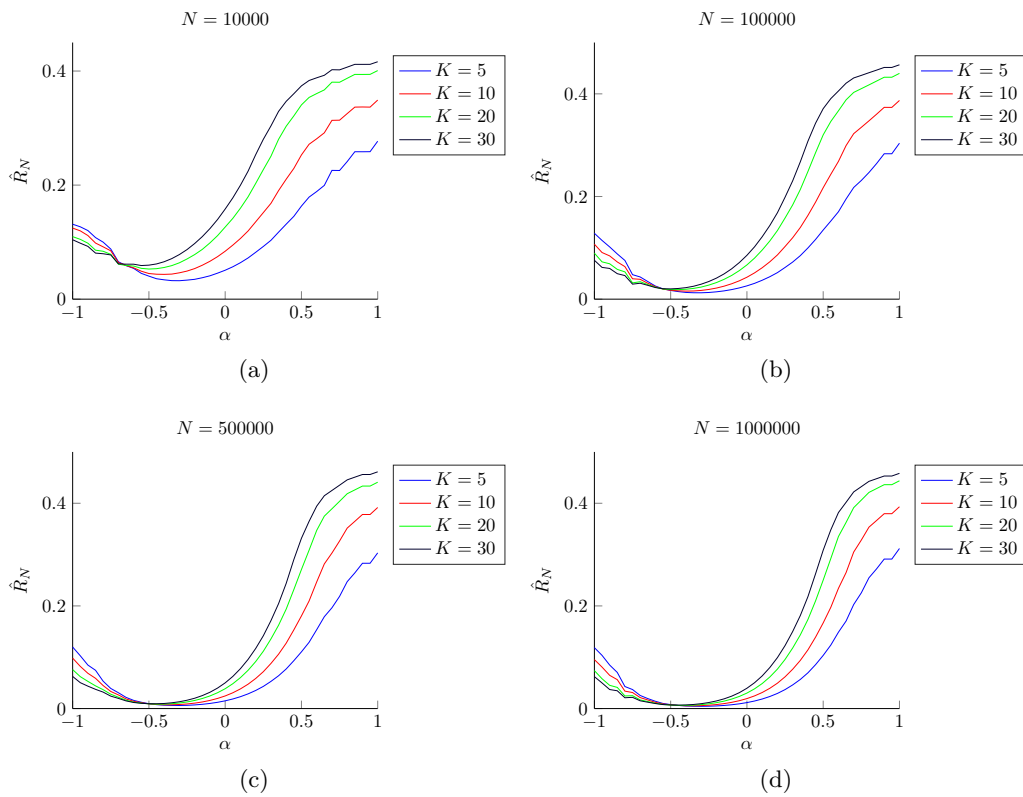 N = 10000
0.4
0.2
0
R̂_N
−1
−0.5
0
0.5
1
α
K = 5
K = 10
K = 20
K = 30
(a)
N = 100000
0.4
0.2
0
R̂_N
−1
−0.5
0
0.5
1
α
K = 5
K = 10
K = 20
K = 30
(b)
N = 500000
0.4
0.2
0
R̂_N
−1
−0.5
0
0.5
1
α
K = 5
K = 10
K = 20
K = 30
(c)
N = 1000000
0.4
0.2
0
R̂_N
−1
−0.5
0
0.5
1
α
K = 5
K = 10
K = 20
K = 30
(d)